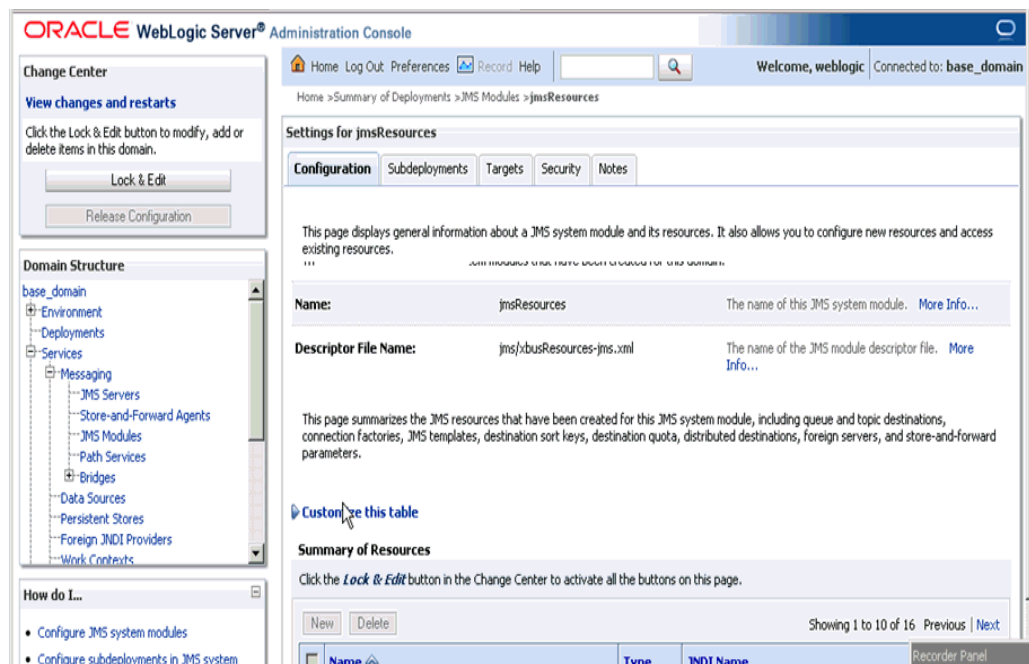 ORACLE WebLogic Server® Administration Console
Change Center
View changes and restarts
Click the Lock & Edit button to modify, add or
delete items in this domain.
Lock & Edit
Release Configuration
Domain Structure
base_domain
Environment
Deployments
Services
Messaging
JMS Servers
Store-and-Forward Agents
JMS Modules
Path Services
Bridges
Data Sources
Persistent Stores
Foreign JNDI Providers
Work Contexts
How do I...
Configure JMS system modules
Configure subdeployments in JMS system
Home Log Out Preferences Record Help
Welcome, weblogic Connected to: base_domain
Home >Summary of Deployments >JMS Modules >jmsResources
Settings for jmsResources
Configuration Subdeployments Targets Security Notes
This page displays general information about a JMS system module and its resources. It also allows you to configure new resources and access
existing resources.
modules that have been created for this domain.
Name: jmsResources The name of this JMS system module. More Info...
Descriptor File Name: jms/xbusResources-jms.xml The name of the JMS module descriptor file. More
Info...
This page summarizes the JMS resources that have been created for this JMS system module, including queue and topic destinations,
connection factories, JMS templates, destination sort keys, destination quota, distributed destinations, foreign servers, and store-and-forward
parameters.
Customize this table
Summary of Resources
Click the Lock & Edit button in the Change Center to activate all the buttons on this page.
New Delete Showing 1 to 10 of 16 Previous | Next
Name Type JNDI Name
Recorder Panel